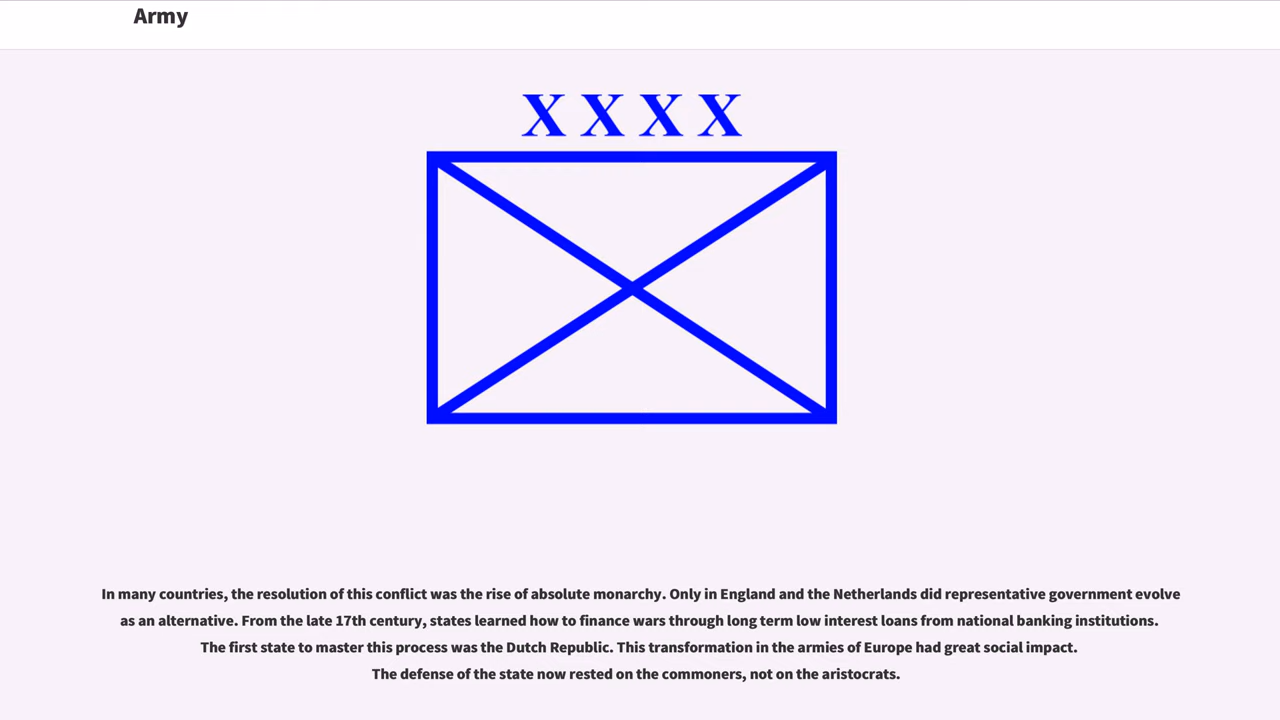 Army
X X X X
In many countries, the resolution of this conflict was the rise of absolute monarchy. Only in England and the Netherlands did representative government evolve
as an alternative. From the late 17th century, states learned how to finance wars through long term low interest loans from national banking institutions.
The first state to master this process was the Dutch Republic. This transformation in the armies of Europe had great social impact.
The defense of the state now rested on the commoners, not on the aristocrats.